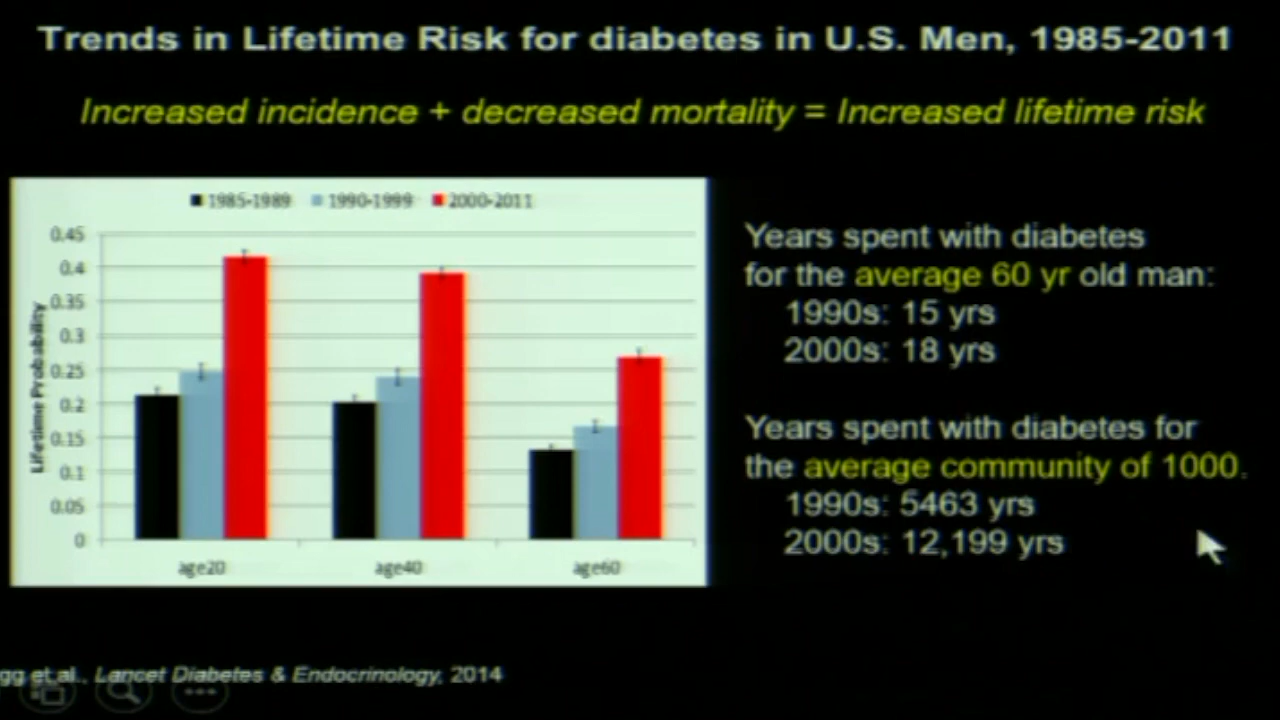 Trends in Lifetime Risk for diabetes in U.S. Men, 1985-2011
Increased incidence + decreased mortality = Increased lifetime risk
1985-1989 1990-1999 2000-2011
Lifetime Probability
0.45
0.4
0.35
0.3
0.25
0.2
0.15
0.1
0.05
0
age20 age40 age60
Years spent with diabetes
for the average 60 yr old man:
1990s: 15 yrs
2000s: 18 yrs
Years spent with diabetes for
the average community of 1000.
1990s: 5463 yrs
2000s: 12,199 yrs
gg et al., Lancet Diabetes & Endocrinology, 2014